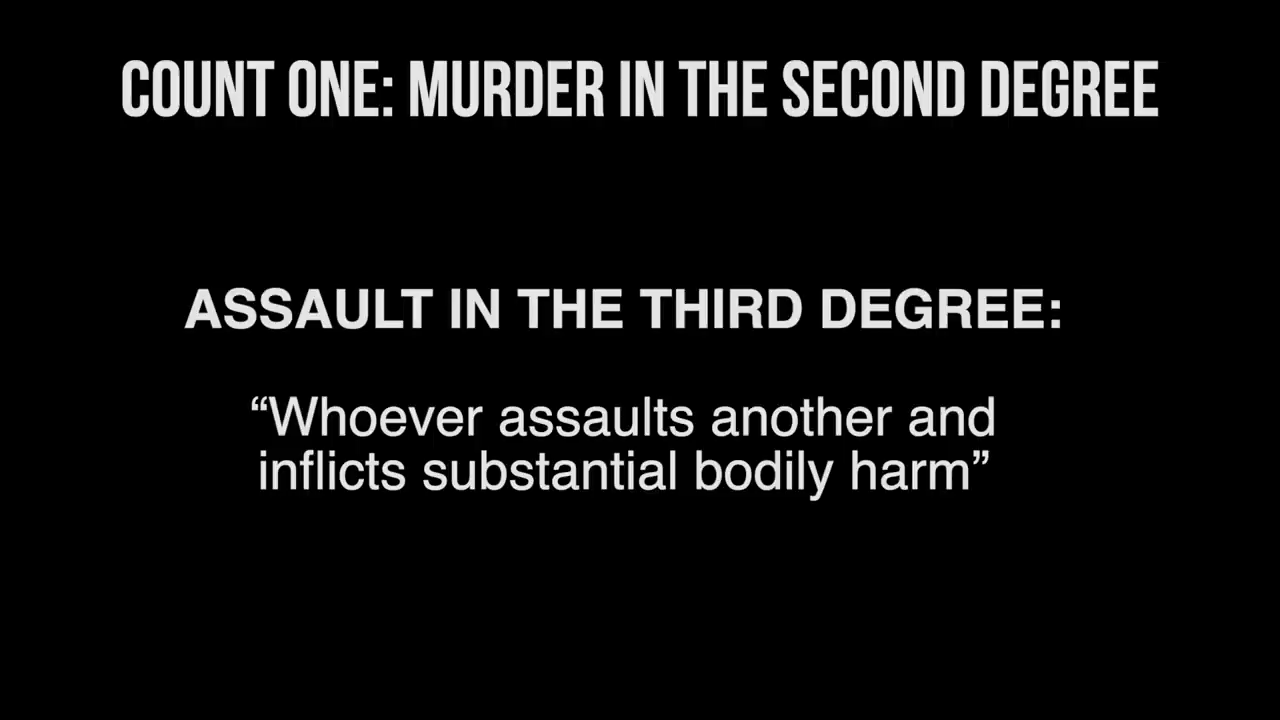 COUNT ONE: MURDER IN THE SECOND DEGREE
ASSAULT IN THE THIRD DEGREE:
“Whoever assaults another and
inflicts substantial bodily harm”